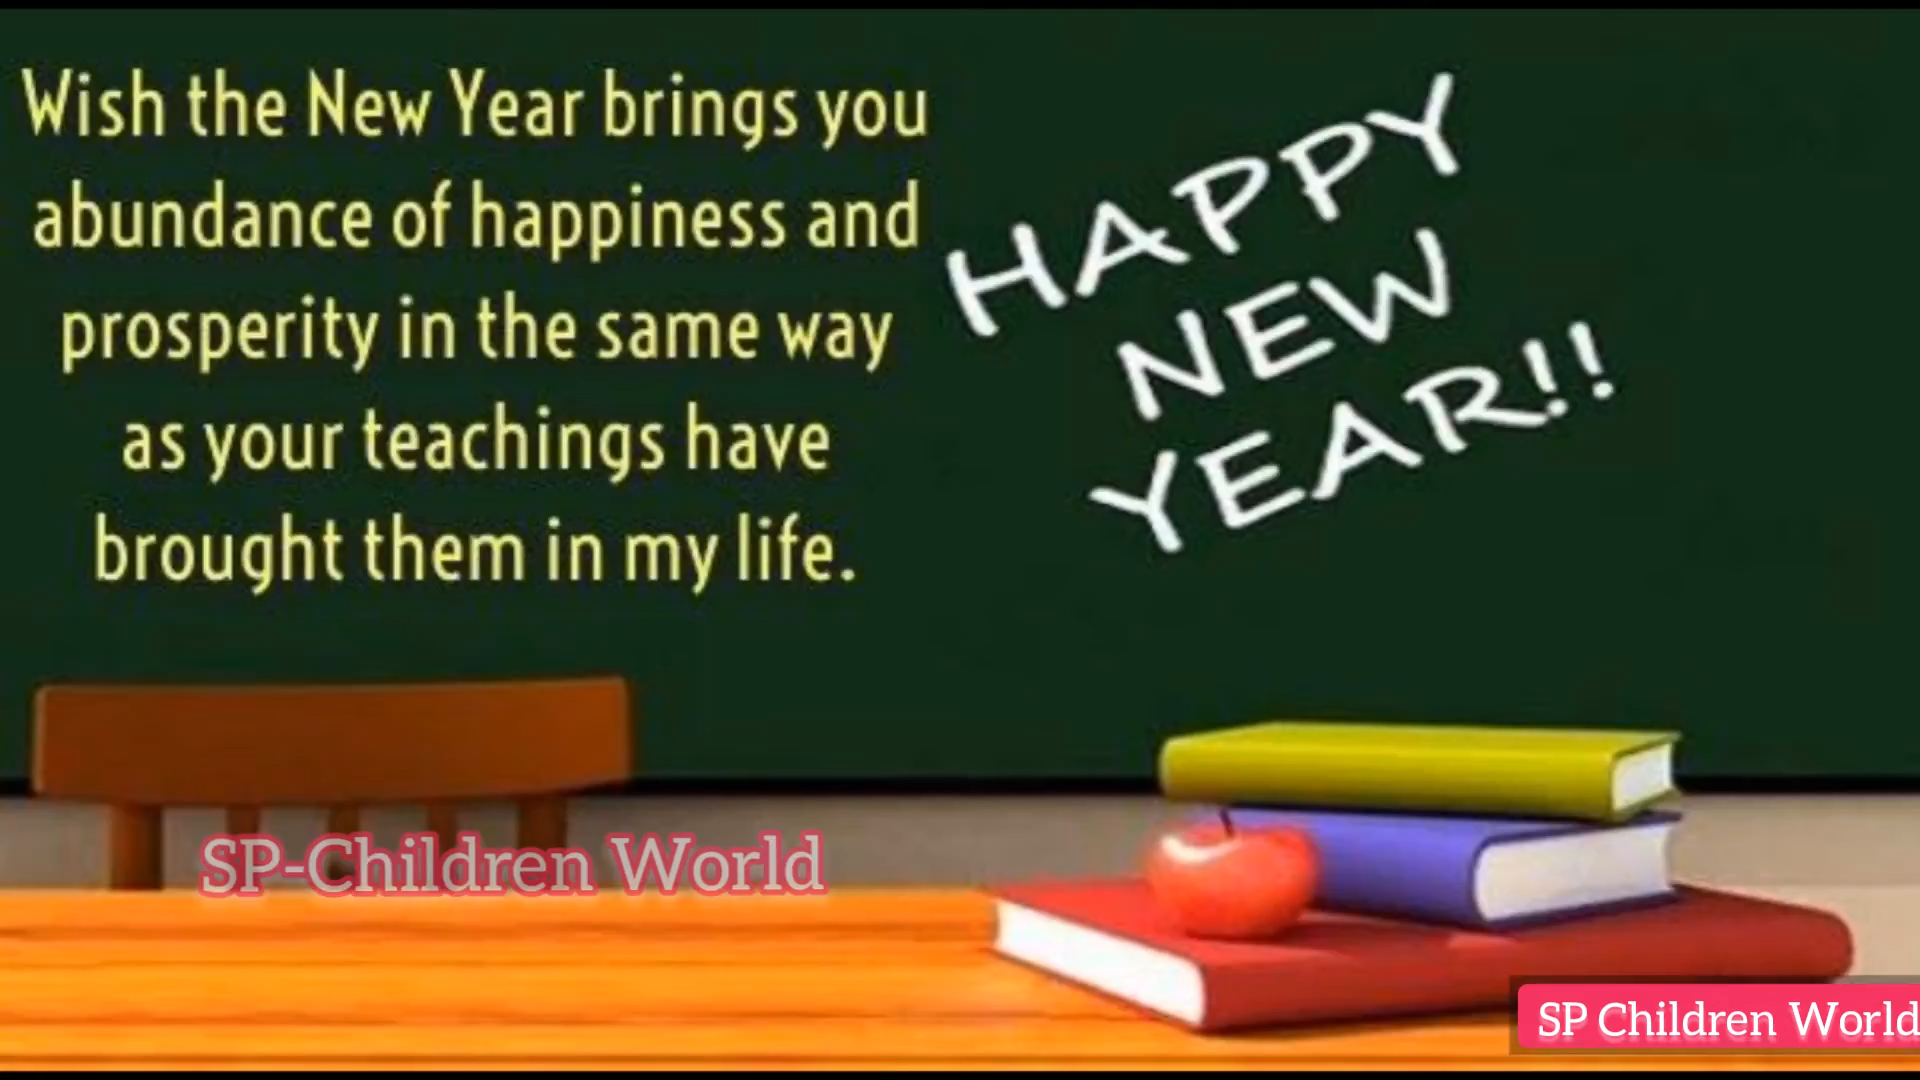 Wish the New Year brings you
abundance of happiness and
prosperity in the same way
as your teachings have
brought them in my life.
HAPPY
NEW
YEAR!!
SP-Children World
SP Children World